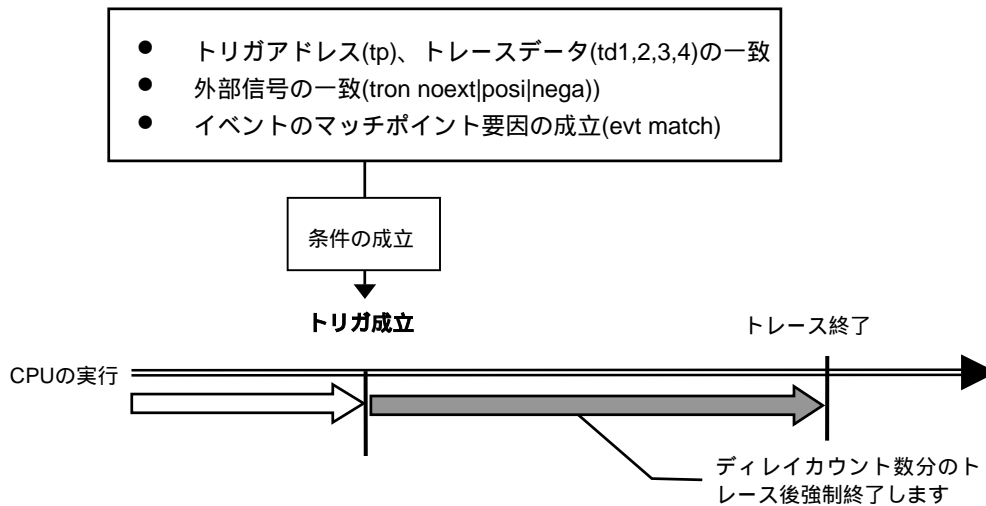 ● トリガアドレス(tp)、トレースデータ(td1,2,3,4)の一致
● 外部信号の一致(tron noext|posi|nega))
● イベントのマッチポイント要因の成立(evt match)
条件の成立
トリガ成立
トレース終了
CPUの実行
ディレイカウント数分のト
レース後強制終了します